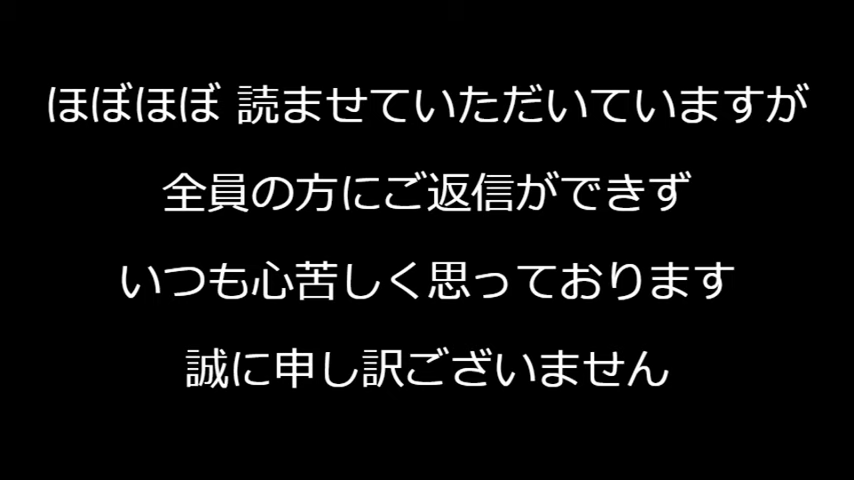 ほぼほぼ 読ませていただいていますが
全員の方にご返信ができず
いつも心苦しく思っております
誠に申し訳ございません